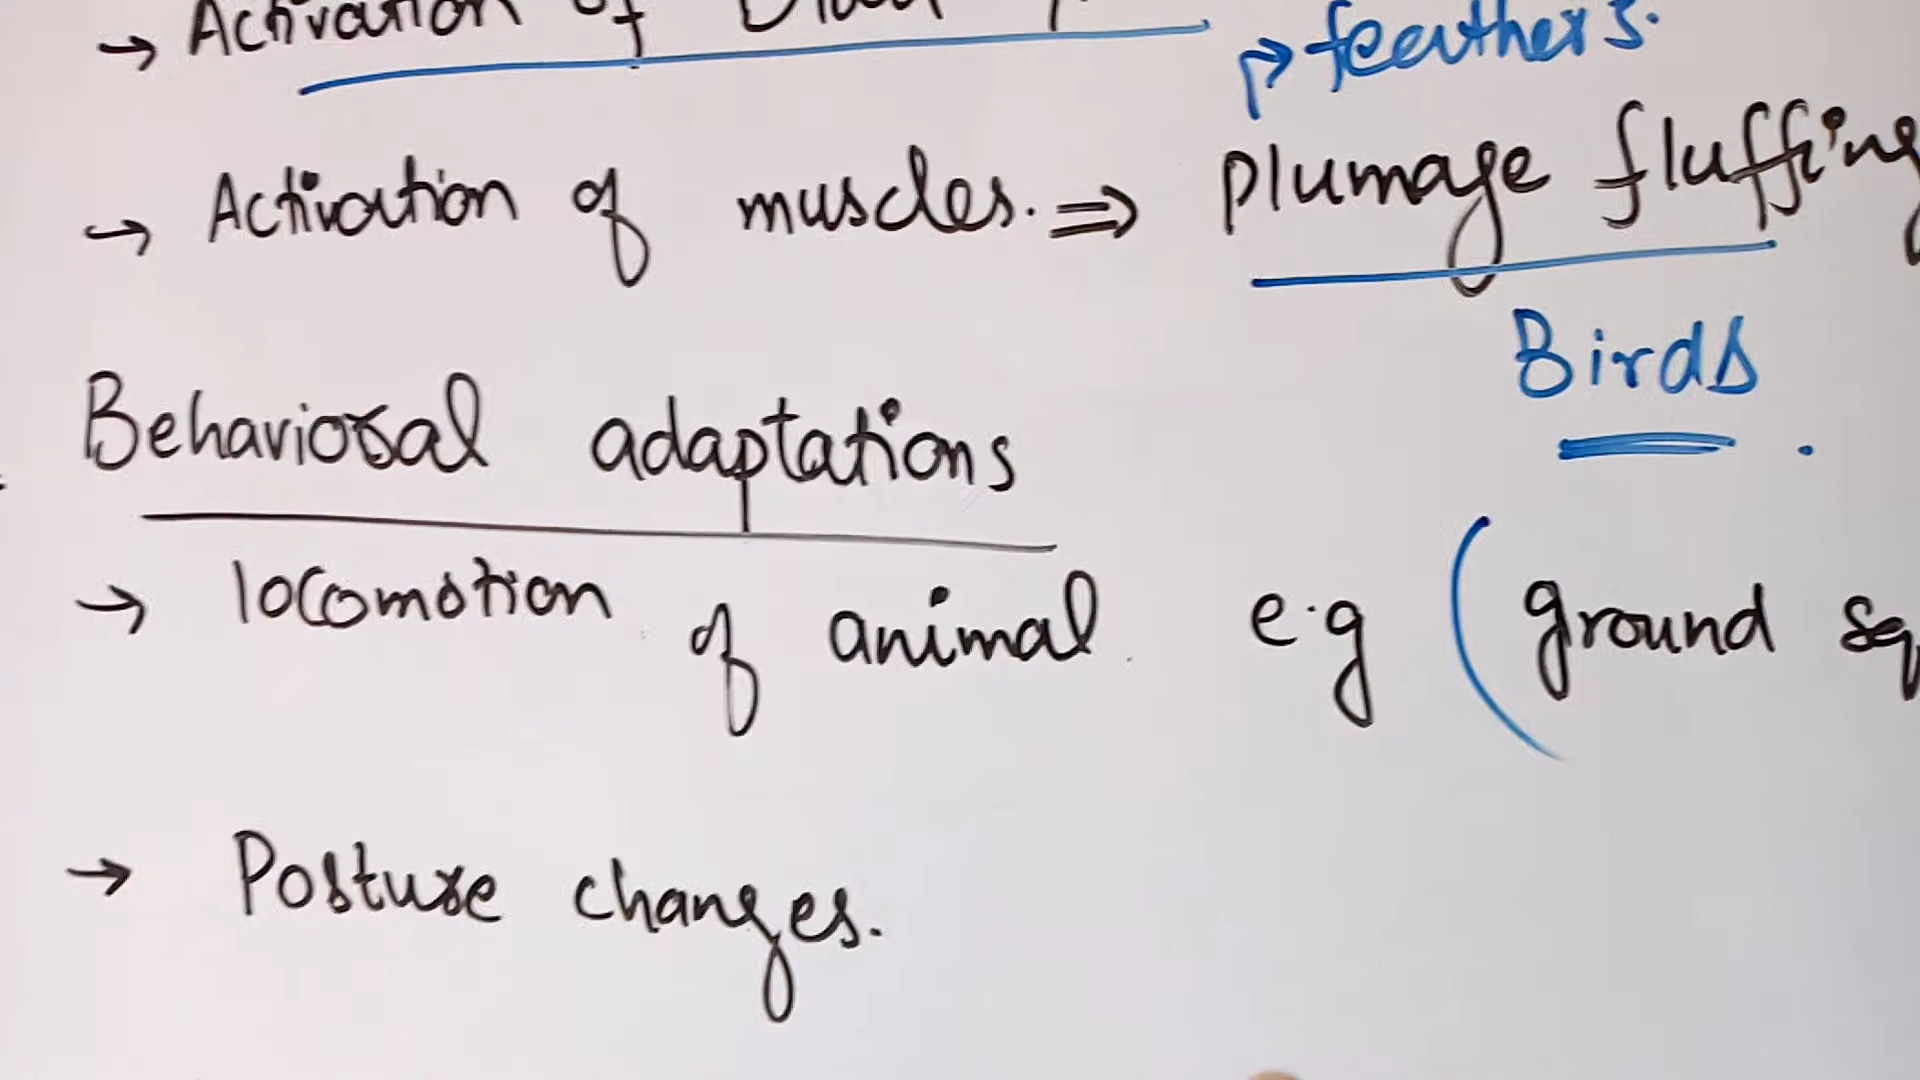 → Activation of
↱ feathers.
→ Activation of muscles. ⇒ plumage fluffing
Birds.
Behavioral adaptations
→ locomotion of animal e.g (ground
→ Posture changes.